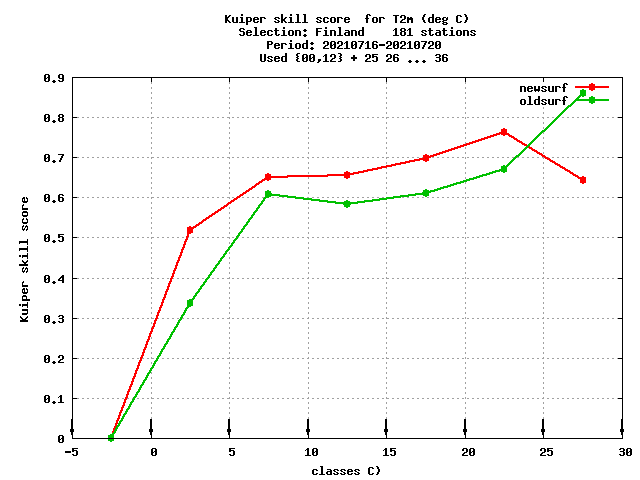 Kuiper skill score  for T2m (deg C)
Selection: Finland    181 stations
Period: 20210716-20210720
Used {00,12} + 25 26 ... 36
newsurf
oldsurf
Kuiper skill score
0.9
0.8
0.7
0.6
0.5
0.4
0.3
0.2
0.1
0
-5 0 5 10 15 20 25 30
classes C)